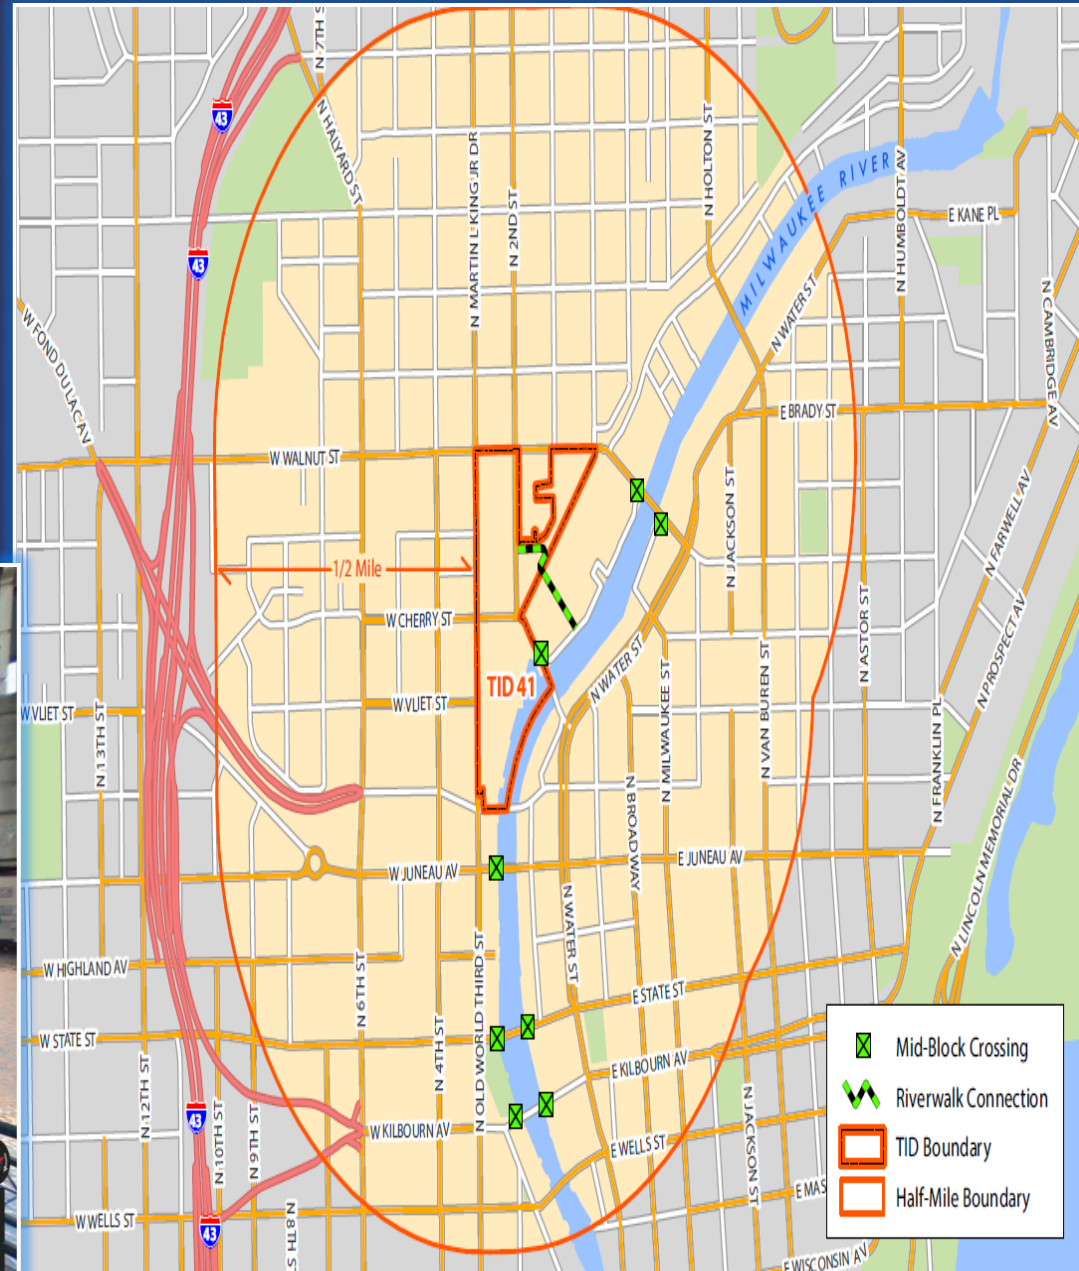 43
N 7TH S
N HALYARD ST
N MARTIN L KING JR DR
N 2ND ST
N HOLTON ST
MILWAUKEE RIVER
N HUMBOLDT AV
E KANE PL
43
N WATER ST
N CAMBRIDGE AV
W FOND DU LAC AV
E BRADY ST
W WALNUT ST
N JACKSON ST
N FARWELL AV
1/2 Mile
W CHERRY ST
N ASTOR ST
N PROSPECT AV
N WATER ST
TID 41
W VLIET ST
W VLIET ST
N 13TH ST
N MILWAUKEE ST
N VAN BUREN ST
N FRANKLIN PL
N BROADWAY
N LINCOLN MEMORIAL DR
W JUNEAU AV
E JUNEAU AV
N WATER ST
W HIGHLAND AV
N 6TH ST
N OLD WORLD THIRD ST
E STATE ST
W STATE ST
N 4TH ST
N 12TH ST
E KILBOURN AV
43
N 10TH ST
N 9TH ST
W KILBOURN AV
E WELLS ST
N JACKSON ST
E MAS
W WELLS ST
43
S 8TH S
E WISCONSIN AV
Mid-Block Crossing
Riverwalk Connection
TID Boundary
Half-Mile Boundary